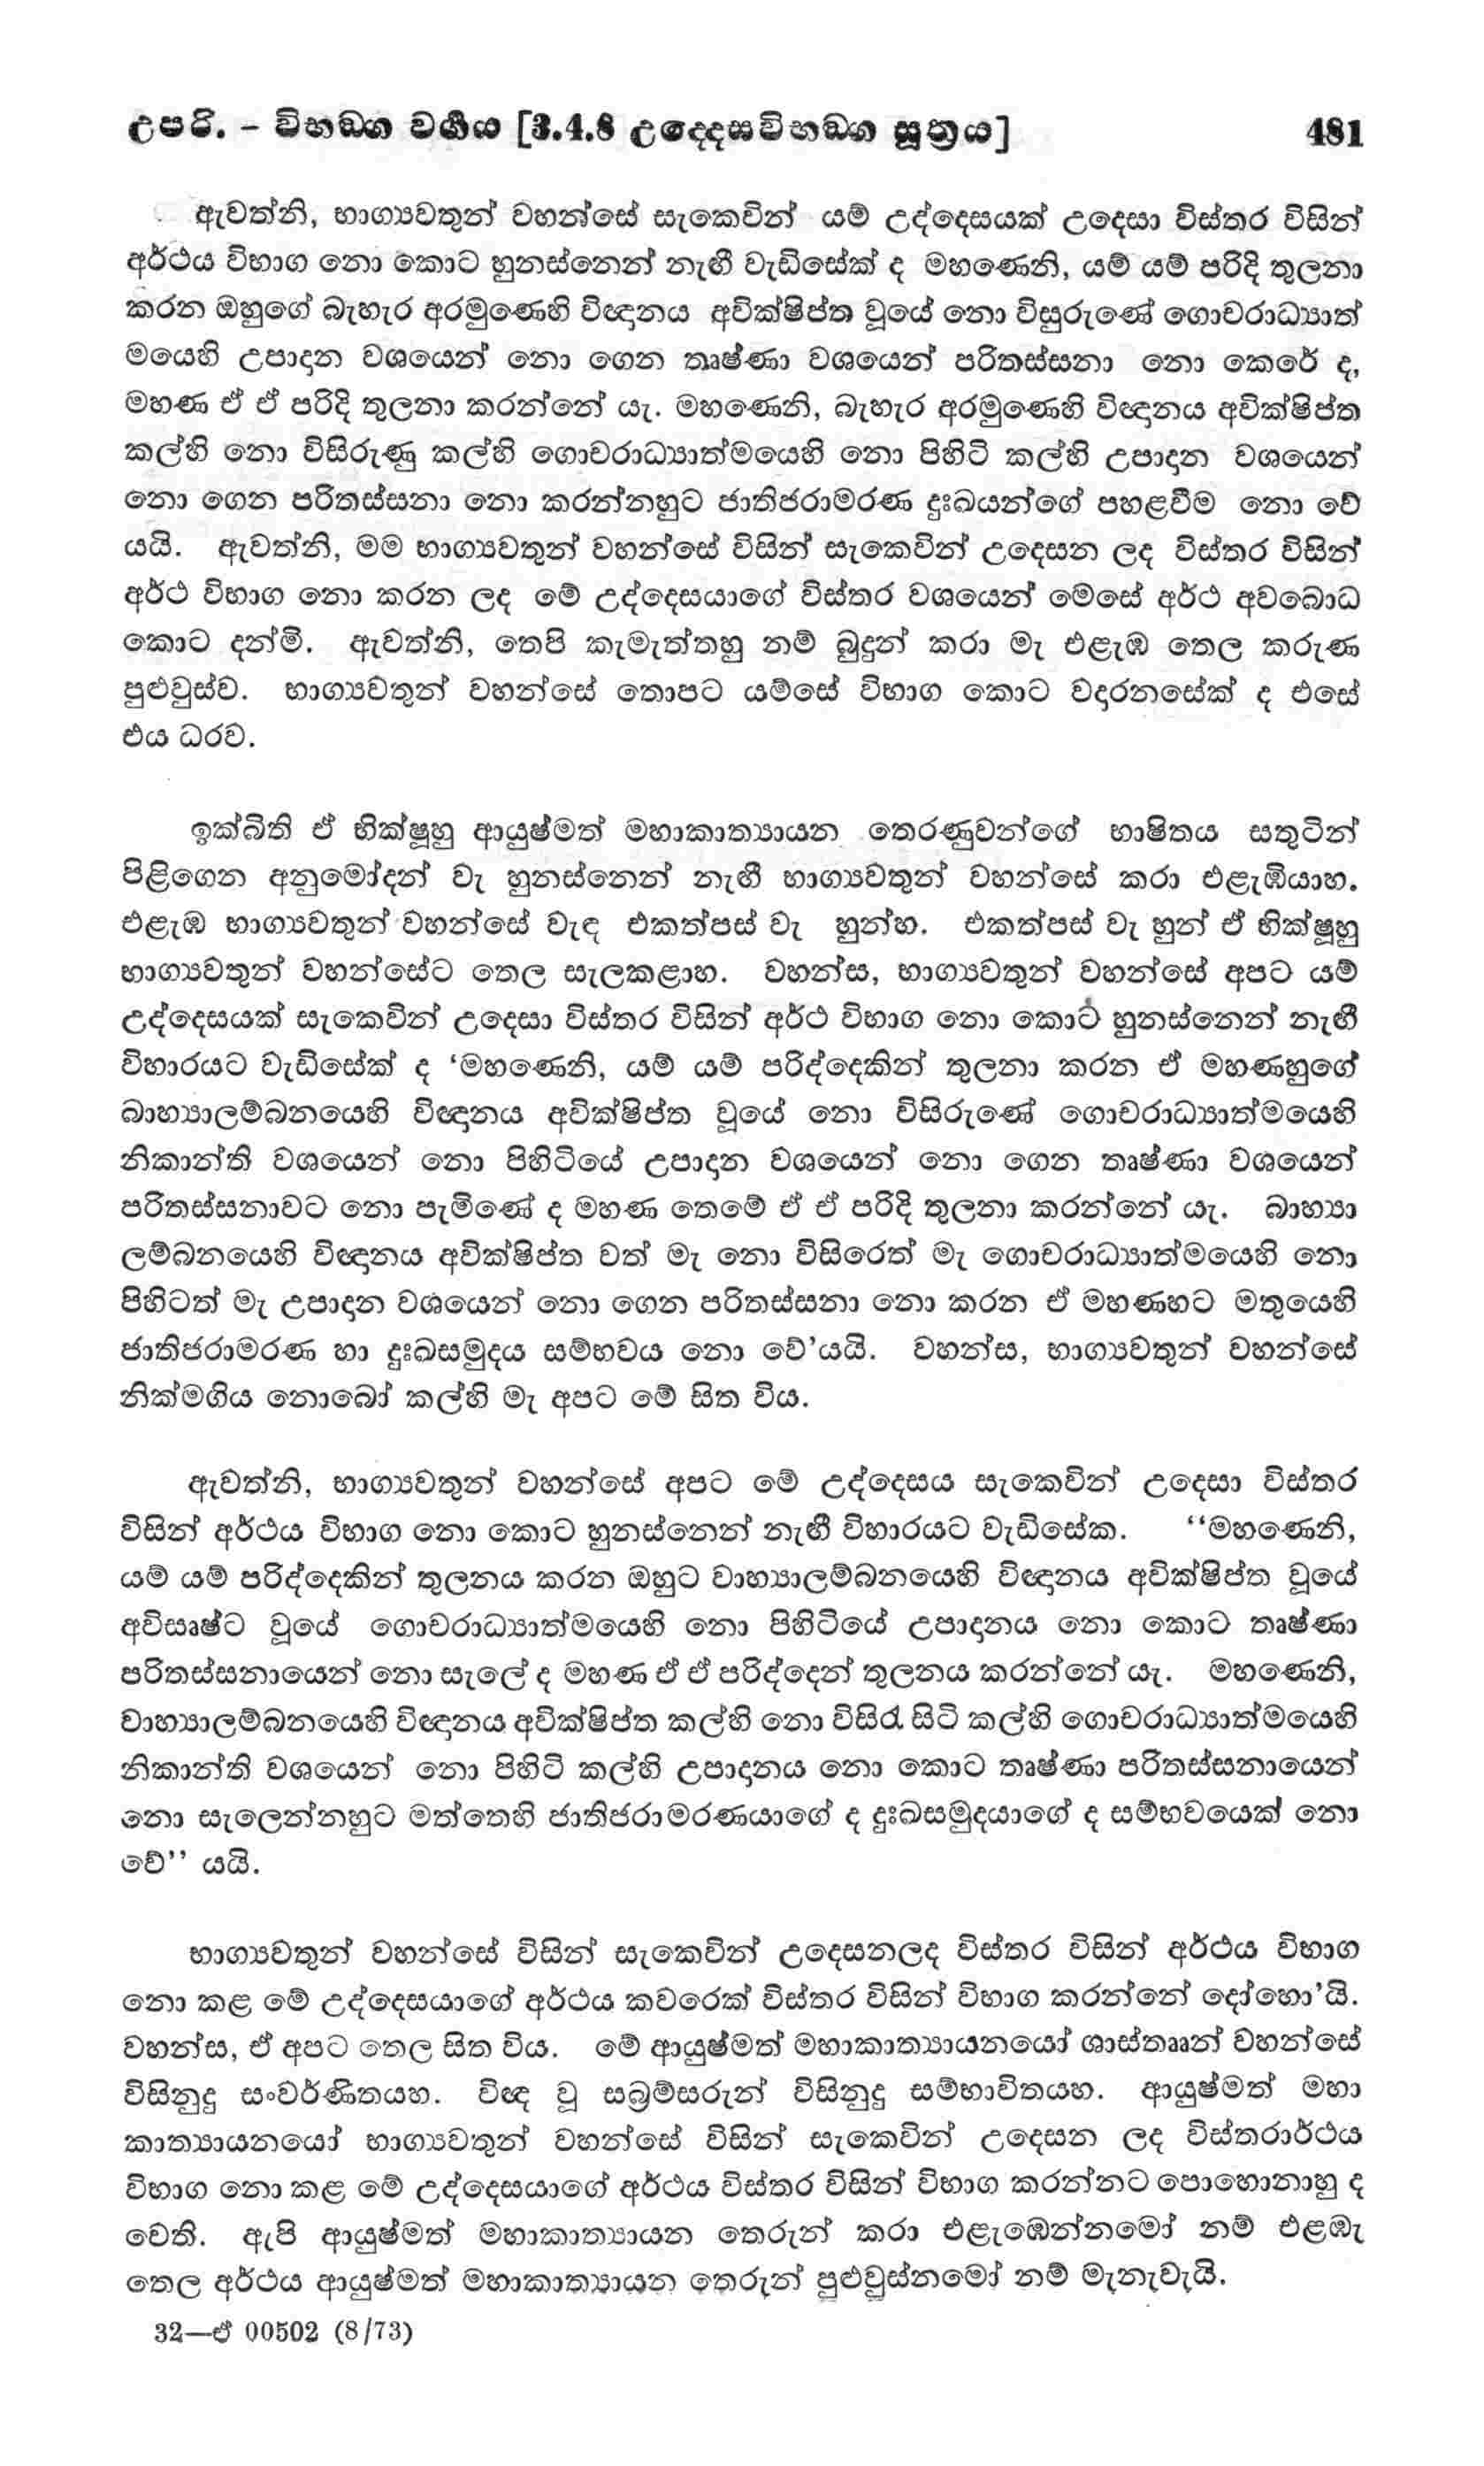 උපරි. – විභඞග වර්‍ගය [3.4.8 උදෙදසවිභඞග සූත්‍රය] 481
ඇවත්නි, භාග්‍යවතුන් වහන්සේ සැකෙවින් යම් උද්දෙසයක් උදෙසා විස්තර විසින්
අර්ථය විභාග නො කොට හුනස්නෙන් නැඟී වැඩිසේක් ද මහණෙනි, යම් යම් පරිදි තුලනා
කරන ඔහුගේ බැහැර අරමුණෙහි විඥානය අවික්ෂිප්ත වූයේ නො විසුරුණේ ගොචරාධ්‍යාත්
මයෙහි උපාදාන වශයෙන් නො ගෙන තෘෂ්ණා වශයෙන් පරිතස්සනා නො කෙරේ ද,
මහණ ඒ ඒ පරිදි තුලනා කරන්නේ යැ. මහණෙනි, බැහැර අරමුණෙහි විඥානය අවික්ෂිප්ත
කල්හි නො විසිරුණු කල්හි ගොචරාධ්‍යාත්මයෙහි නො පිහිටි කල්හි උපාදාන වශයෙන්
නො ගෙන පරිතස්සනා නො කරන්නහුට ජාතිජරාමරණ දුඃඛයන්ගේ පහළවීම නො වේ
යයි. ඇවත්නි, මම භාග්‍යවතුන් වහන්සේ විසින් සැකෙවින් උදෙසන ලද විස්තර විසින්
අර්ථ විභාග නො කරන ලද මේ උද්දෙසයාගේ විස්තර වශයෙන් මෙසේ අර්ථ අවබොධ
කොට දන්මි. ඇවත්නි, තෙපි කැමැත්තහු නම් බුදුන් කරා මැ එළැඹ තෙල කරුණ
පුළුවුස්ව. භාග්‍යවතුන් වහන්සේ තොපට යම්සේ විභාග කොට වදාරනසේක් ද එසේ
එය ධරව.
ඉක්බිති ඒ භික්ෂූහු ආයුෂ්මත් මහාකාත්‍යායන තෙරණුවන්ගේ භාෂිතය සතුටින්
පිළිගෙන අනුමෝදන් වැ හුනස්නෙන් නැඟී භාග්‍යවතුන් වහන්සේ කරා එළැඹියාහ.
එළැඹ භාග්‍යවතුන් වහන්සේ වැඳ එකත්පස් වැ හුන්හ. එකත්පස් වැ හුන් ඒ භික්ෂූහු
භාග්‍යවතුන් වහන්සේට තෙල සැලකළාහ. වහන්ස, භාග්‍යවතුන් වහන්සේ අපට යම්
උද්දෙසයක් සැකෙවින් උදෙසා විස්තර විසින් අර්ථ විභාග නො කොට හුනස්නෙන් නැඟී
විහාරයට වැඩිසේක් ද ‘මහණෙනි, යම් යම් පරිද්දෙකින් තුලනා කරන ඒ මහණහුගේ
බාහ්‍යාලම්බනයෙහි විඥානය අවික්ෂිප්ත වූයේ නො විසිරුණේ ගොචරාධ්‍යාත්මයෙහි
නිකාන්ති වශයෙන් නො පිහිටියේ උපාදාන වශයෙන් නො ගෙන තෘෂ්ණා වශයෙන්
පරිතස්සනාවට නො පැමිණේ ද මහණ තෙමේ ඒ ඒ පරිදි තුලනා කරන්නේ යැ. බාහ්‍යා
ලම්බනයෙහි විඥානය අවික්ෂිප්ත වත් මැ නො විසිරෙත් මැ ගොචරාධ්‍යාත්මයෙහි නො
පිහිටත් මැ උපාදාන වශයෙන් නො ගෙන පරිතස්සනා නො කරන ඒ මහණහට මතුයෙහි
ජාතිජරාමරණ හා දුඃඛසමුදය සම්භවය නො වේ’යයි. වහන්ස, භාග්‍යවතුන් වහන්සේ
නික්මගිය නොබෝ කල්හි මැ අපට මේ සිත විය.
ඇවත්නි, භාග්‍යවතුන් වහන්සේ අපට මේ උද්දෙසය සැකෙවින් උදෙසා විස්තර
විසින් අර්ථය විභාග නො කොට හුනස්නෙන් නැඟී විහාරයට වැඩිසේක. ‘‘මහණෙනි,
යම් යම් පරිද්දෙකින් තුලනය කරන ඔහුට වාහ්‍යාලම්බනයෙහි විඥානය අවික්ෂිප්ත වූයේ
අවිසෘෂ්ට වූයේ ගොචරාධ්‍යාත්මයෙහි නො පිහිටියේ උපාදානය නො කොට තෘෂ්ණා
පරිතස්සනායෙන් නො සැලේ ද මහණ ඒ ඒ පරිද්දෙන් තුලනය කරන්නේ යැ. මහණෙනි,
වාහ්‍යාලම්බනයෙහි විඥානය අවික්ෂිප්ත කල්හි නො විසිරැ සිටි කල්හි ගොචරාධ්‍යාත්මයෙහි
නිකාන්ති වශයෙන් නො පිහිටි කල්හි උපාදානය නො කොට තෘෂ්ණා පරිතස්සනායෙන්
නො සැලෙන්නහුට මත්තෙහි ජාතිජරාමරණයාගේ ද දුඃඛසමුදයාගේ ද සම්භවයෙක් නො
වේ’’ යයි.
භාග්‍යවතුන් වහන්සේ විසින් සැකෙවින් උදෙසනලද විස්තර විසින් අර්ථය විභාග
නො කළ මේ උද්දෙසයාගේ අර්ථය කවරෙක් විස්තර විසින් විභාග කරන්නේ දෝහො’යි.
වහන්ස, ඒ අපට තෙල සිත විය. මේ ආයුෂ්මත් මහාකාත්‍යායනයෝ ශාස්තෲන් වහන්සේ
විසිනුදු සංවර්ණිතයහ. විඥ වූ සබ්‍රම්සරුන් විසිනුදු සම්භාවිතයහ. ආයුෂ්මත් මහා
කාත්‍යායනයෝ භාග්‍යවතුන් වහන්සේ විසින් සැකෙවින් උදෙසන ලද විස්තරාර්ථය
විභාග නො කළ මේ උද්දෙසයාගේ අර්ථය විස්තර විසින් විභාග කරන්නට පොහොනාහු ද
වෙති. ඇපි ආයුෂ්මත් මහාකාත්‍යායන තෙරුන් කරා එළැඹෙන්නමෝ නම් එළඹැ
තෙල අර්ථය ආයුෂ්මත් මහාකාත්‍යායන තෙරුන් පුළුවුස්නමෝ නම් මැනැවැයි.
32—ඒ 00502 (8/73)